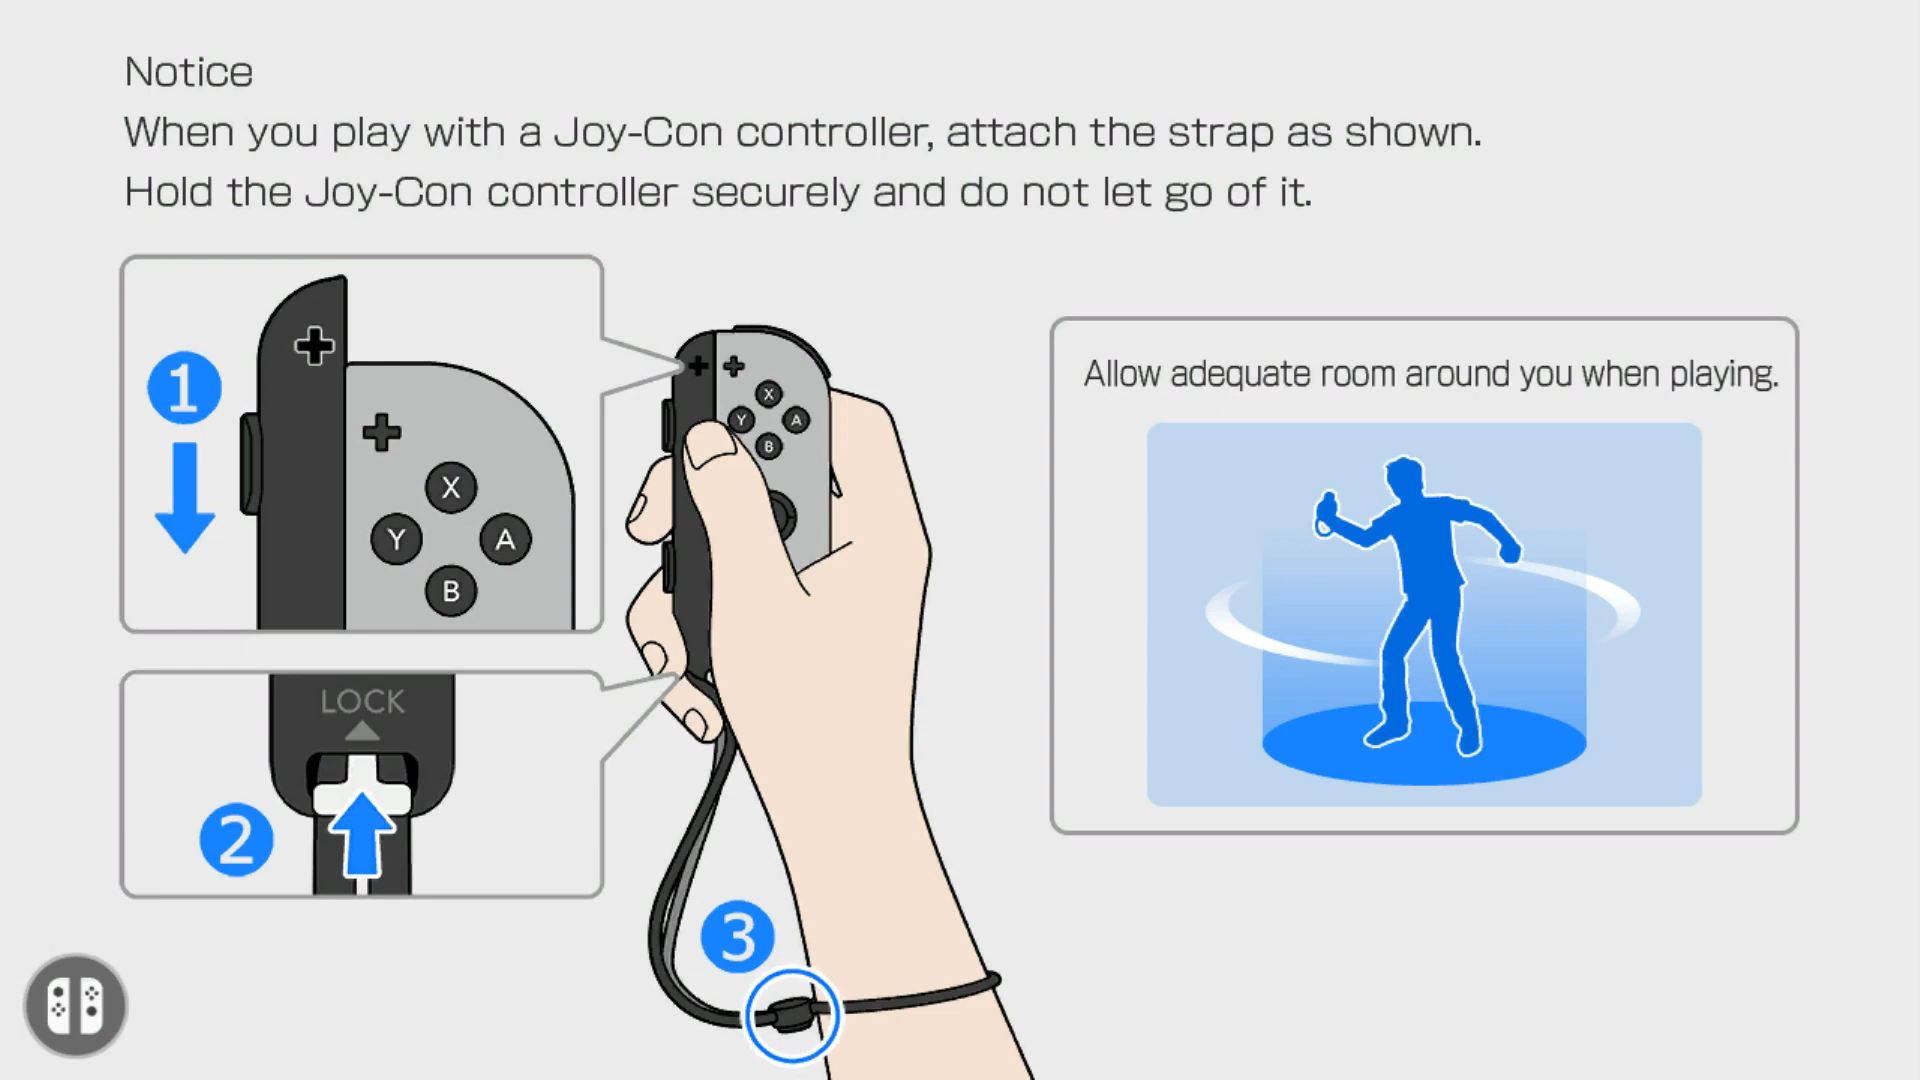 Notice
When you play with a Joy-Con controller, attach the strap as shown.
Hold the Joy-Con controller securely and do not let go of it.
1
X
Y A
B
X
Y A
B
Allow adequate room around you when playing.
LOCK
2
3